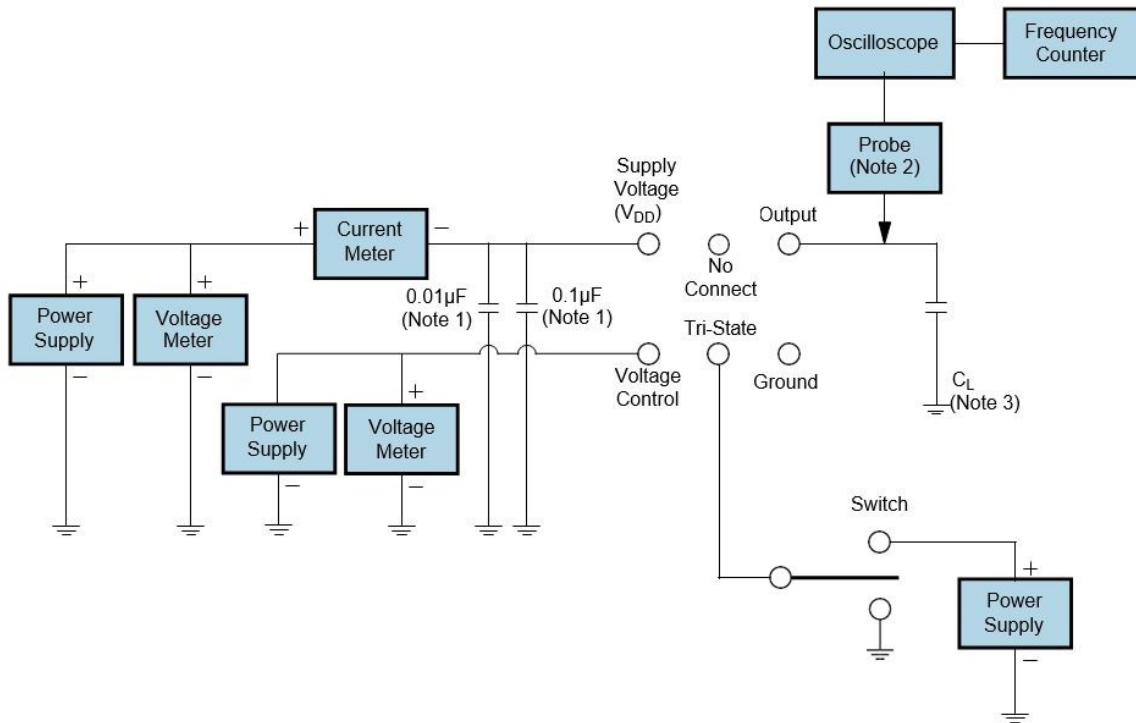 Oscilloscope
Frequency
Counter
Probe
(Note 2)
Supply
Voltage
(VDD)
Output
No
Connect
+
Current
Meter
−
+
Power
Supply
−
+
Voltage
Meter
−
0.01µF
(Note 1)
0.1µF
(Note 1)
Tri-State
Voltage
Control
Ground
CL
(Note 3)
Power
Supply
−
+
Voltage
Meter
−
Switch
+
Power
Supply
−